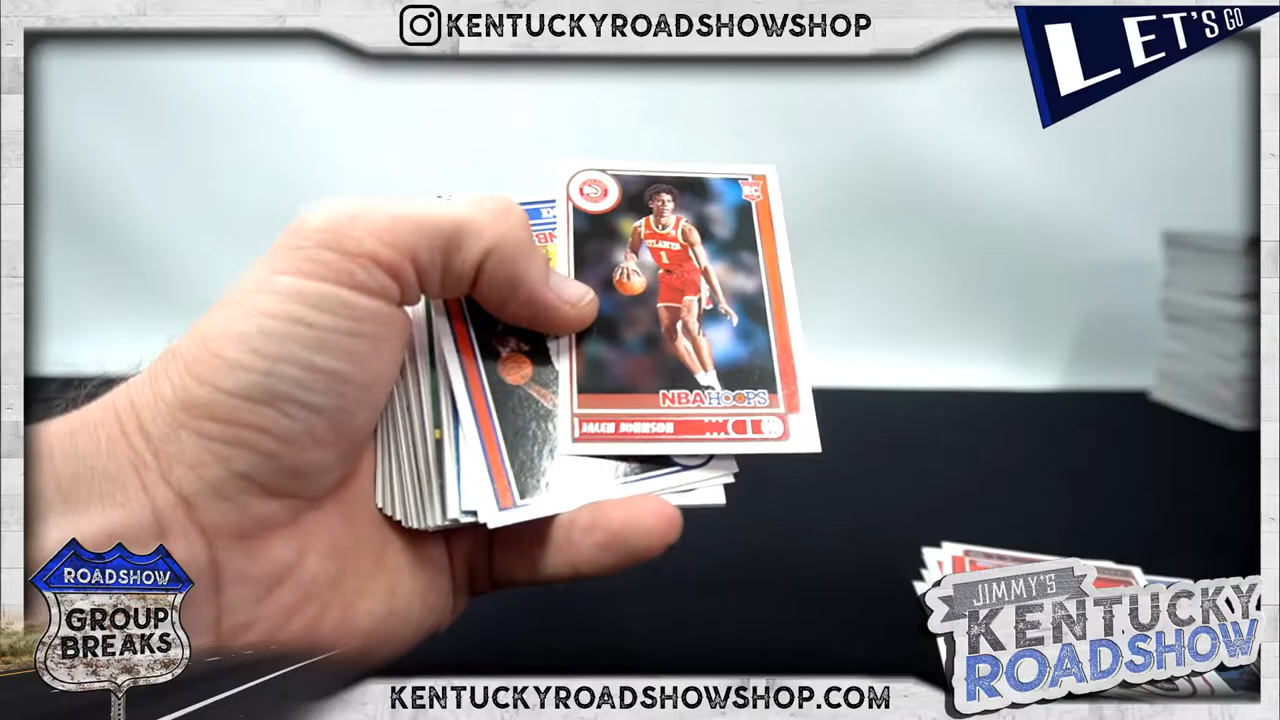 KENTUCKYROADSHOWSHOP
LET'S GO
RC
ATLANTA
1
NBA HOOPS
JALEN JOHNSON
ROADSHOW
GROUP
BREAKS
JIMMY'S
KENTUCKY
ROADSHOW
KENTUCKYROADSHOWSHOP.COM